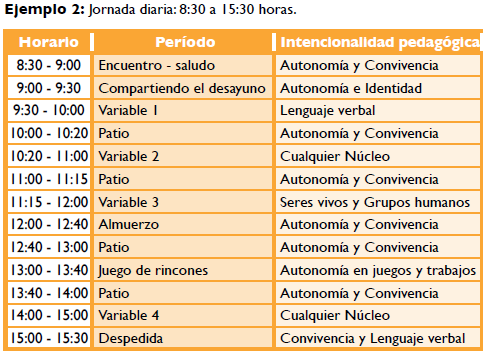 Ejemplo 2: Jornada diaria: 8:30 a 15:30 horas.
Horario Período Intencionalidad pedagógica
8:30 - 9:00 Encuentro - saludo Autonomía y Convivencia
9:00 - 9:30 Compartiendo el desayuno Autonomía e Identidad
9:30 - 10:00 Variable 1 Lenguaje verbal
10:00 - 10:20 Patio Autonomía y Convivencia
10:20 - 11:00 Variable 2 Cualquier Núcleo
11:00 - 11:15 Patio Autonomía y Convivencia
11:15 - 12:00 Variable 3 Seres vivos y Grupos humanos
12:00 - 12:40 Almuerzo Autonomía y Convivencia
12:40 - 13:00 Patio Autonomía y Convivencia
13:00 - 13:40 Juego de rincones Autonomía en juegos y trabajos
13:40 - 14:00 Patio Autonomía y Convivencia
14:00 - 15:00 Variable 4 Cualquier Núcleo
15:00 - 15:30 Despedida Convivencia y Lenguaje verbal